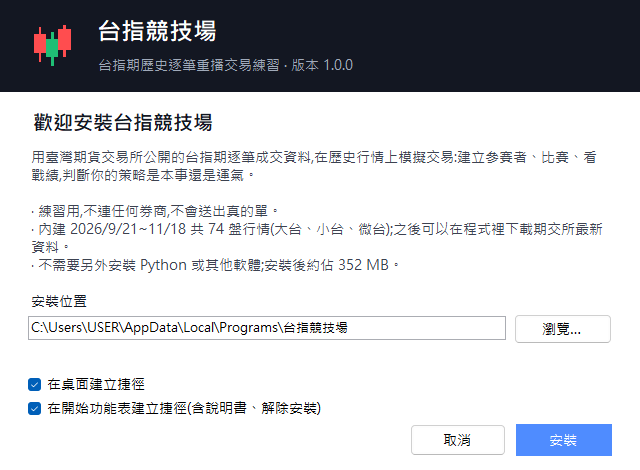 台指競技場
台指期歷史逐筆重播交易練習 · 版本 1.0.0
歡迎安裝台指競技場
用臺灣期貨交易所公開的台指期逐筆成交資料,在歷史行情上模擬交易:建立參賽者、比賽、看
戰績,判斷你的策略是本事還是運氣。
· 練習用,不連任何券商,不會送出真的單。
· 內建 2026/9/21~11/18 共 74 盤行情(大台、小台、微台);之後可以在程式裡下載期交所最新
資料。
· 不需要另外安裝 Python 或其他軟體;安裝後約佔 352 MB。
安裝位置
C:\Users\USER\AppData\Local\Programs\台指競技場
瀏覽...
在桌面建立捷徑
在開始功能表建立捷徑(含說明書、解除安裝)
取消
安裝